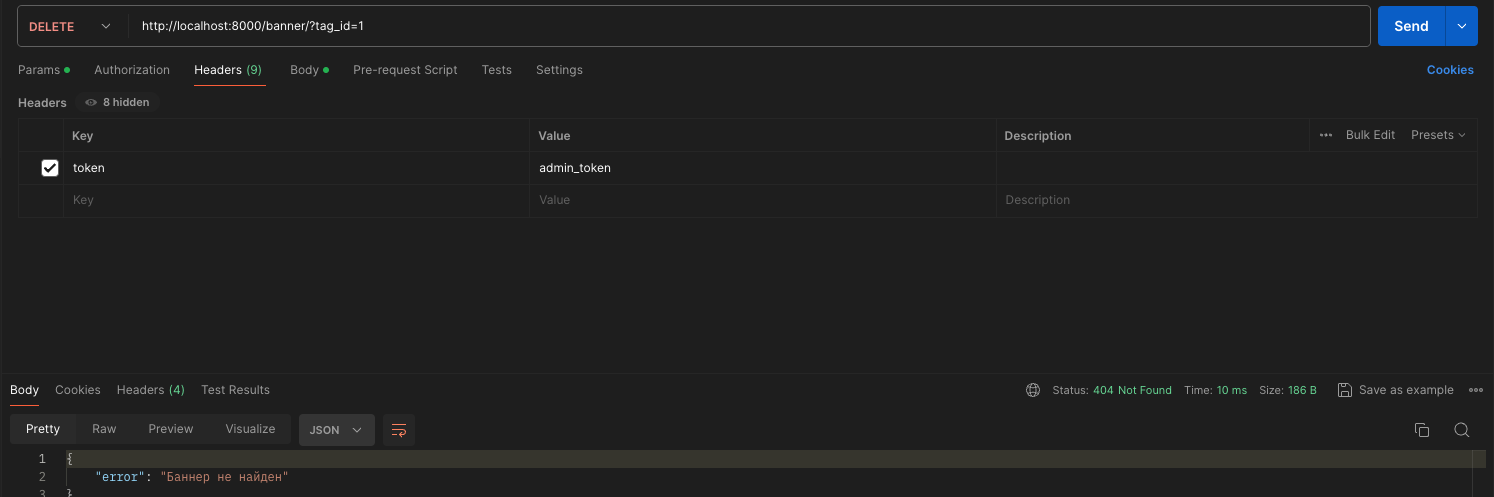 DELETE http://localhost:8000/banner/?tag_id=1 Send
Params Authorization Headers (9) Body Pre-request Script Tests Settings Cookies
Headers 8 hidden
Key Value Description ••• Bulk Edit Presets
token admin_token
Key Value Description
Body Cookies Headers (4) Test Results Status: 404 Not Found Time: 10 ms Size: 186 B Save as example •••
Pretty Raw Preview Visualize JSON
1 {
2 "error": "Баннер не найден"
3 }